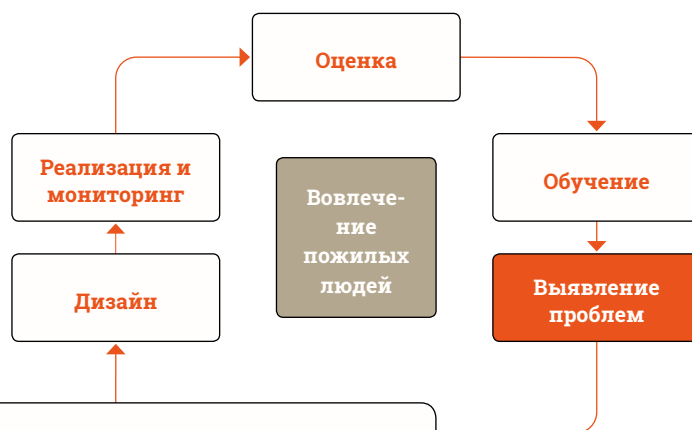 Оценка
Реализация и
мониторинг
Вовлече-
ние
пожилых
людей
Обучение
Дизайн
Выявление
проблем